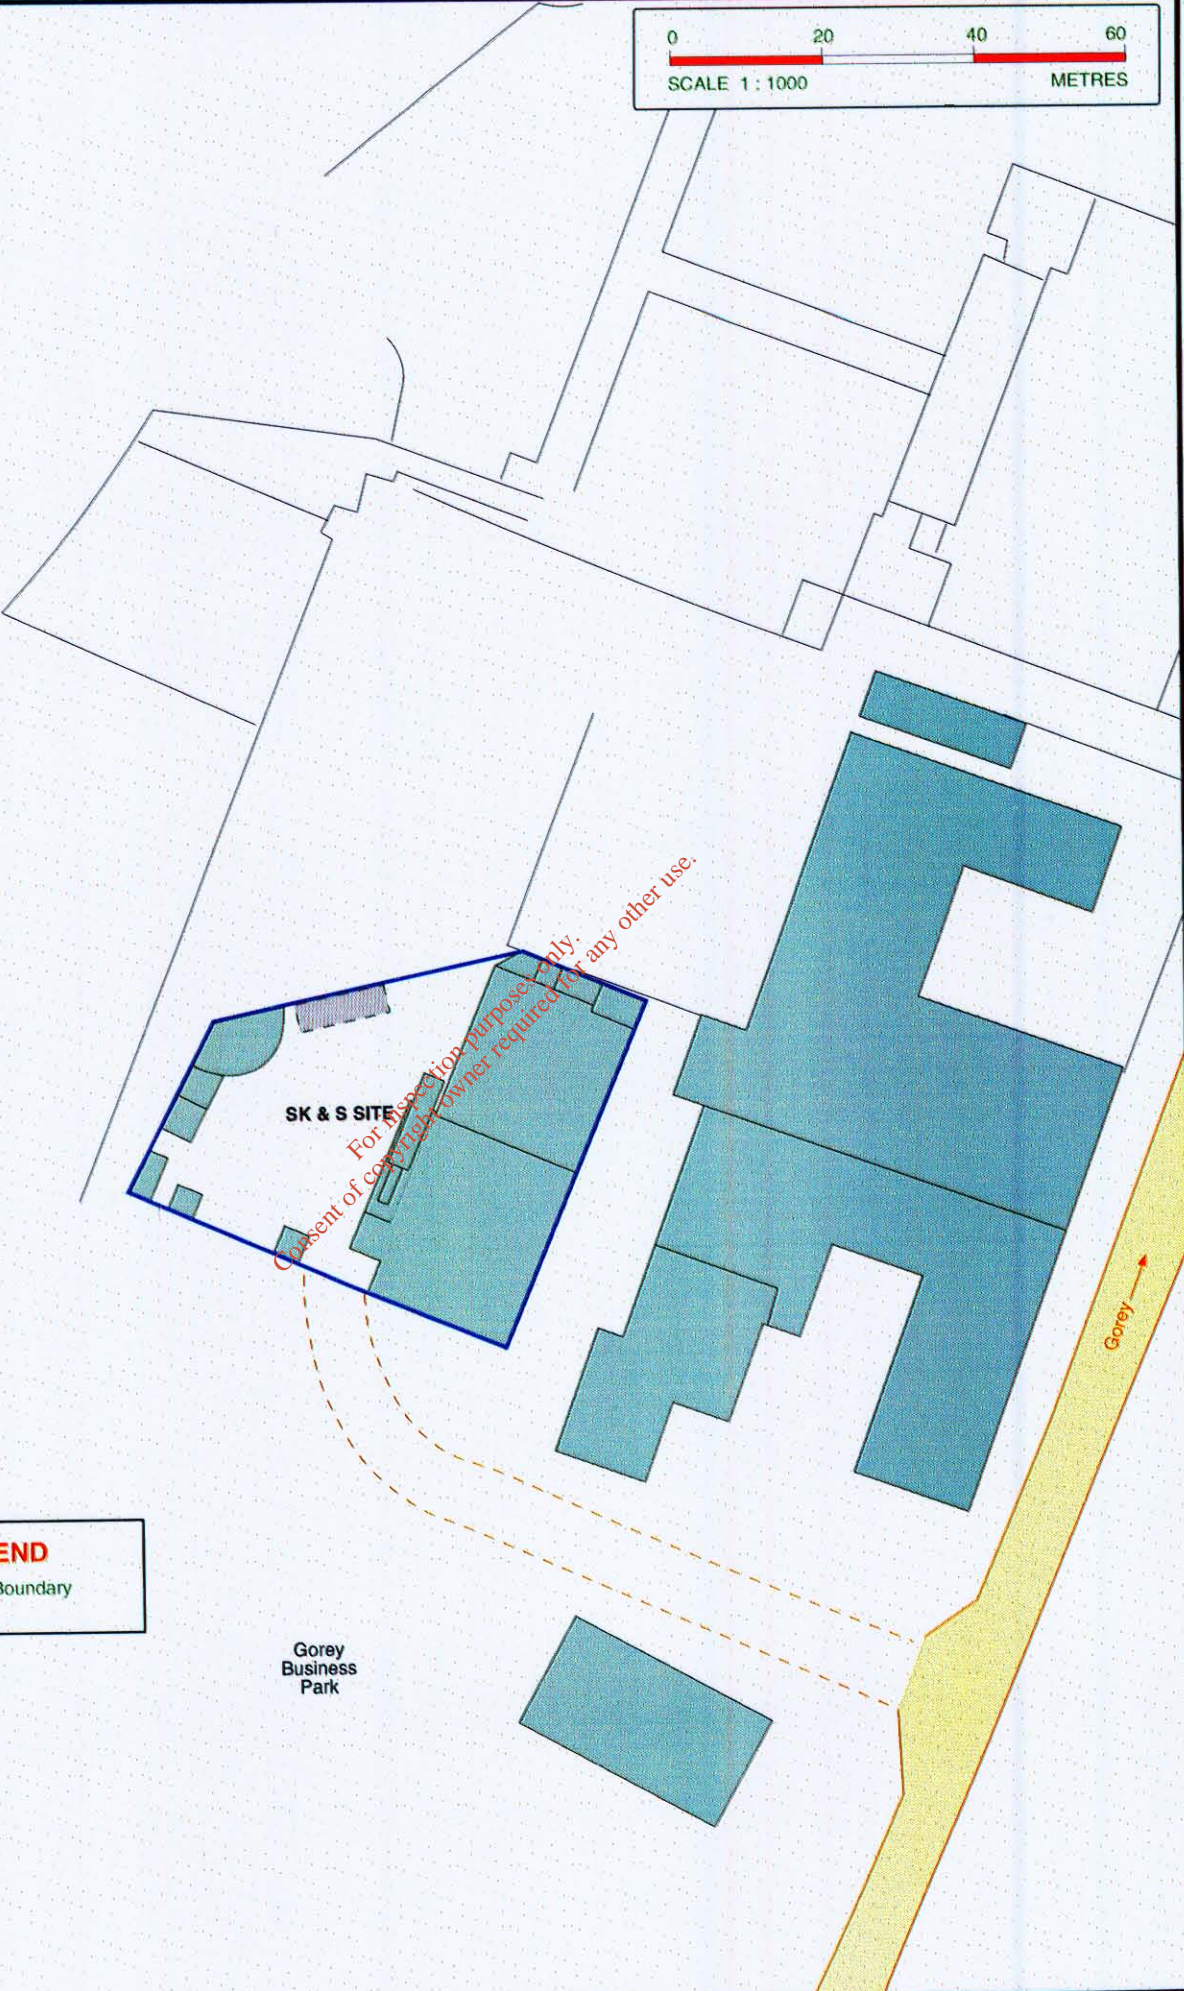 0 20 40 60
SCALE 1 : 1000 METRES
For inspection purposes only.
Consent of copyright owner required for any other use.
SK & S SITE
Gorey
END
Boundary
Gorey
Business
Park